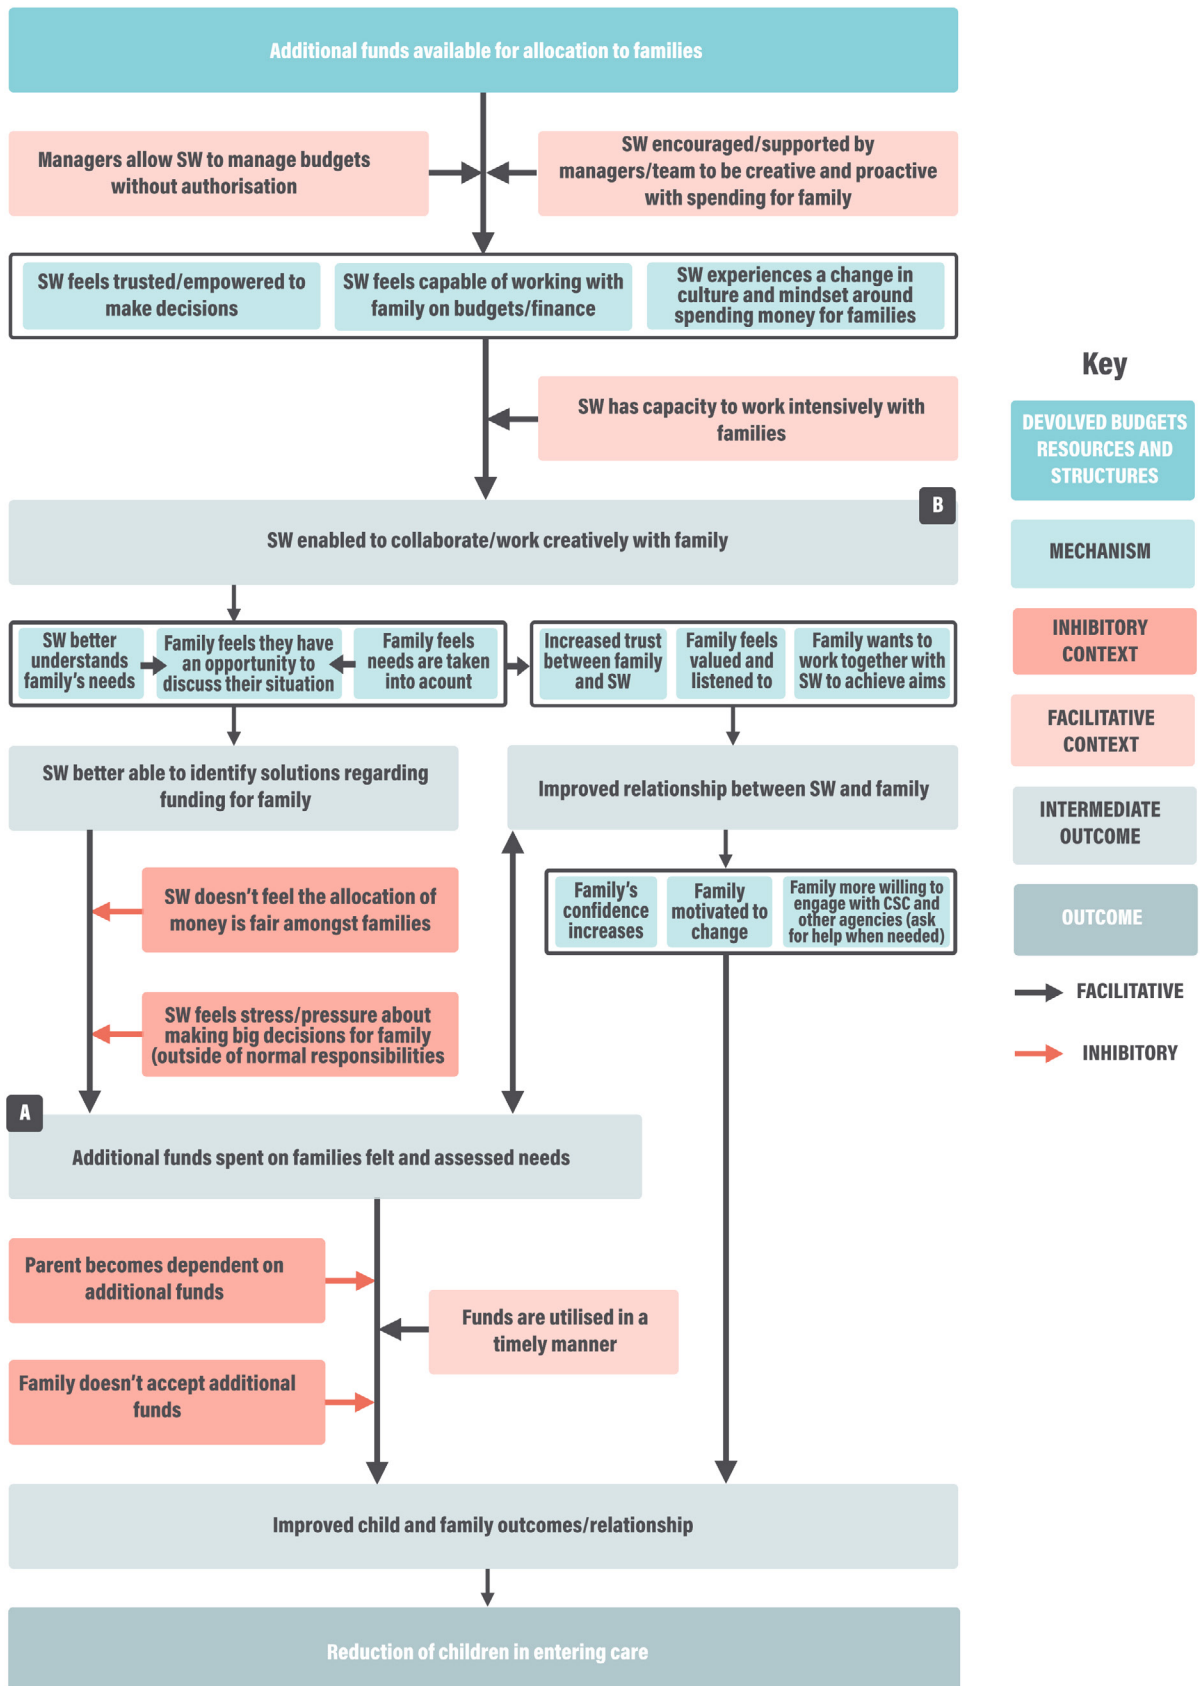 Additional funds available for allocation to families
Managers allow SW to manage budgets
without authorisation
SW encouraged/supported by
managers/team to be creative and proactive
with spending for family
SW feels trusted/empowered to
make decisions
SW feels capable of working with
family on budgets/finance
SW experiences a change in
culture and mindset around
spending money for families
SW has capacity to work intensively with
families
B
SW enabled to collaborate/work creatively with family
SW better
understands
family's needs
Family feels they have
an opportunity to
discuss their situation
Family feels
needs are taken
into acount
Increased trust
between family
and SW
Family feels
valued and
listened to
Family wants to
work together with
SW to achieve aims
SW better able to identify solutions regarding
funding for family
Improved relationship between SW and family
SW doesn't feel the allocation of
money is fair amongst families
Family's
confidence
increases
Family
motivated to
change
Family more willing to
engage with CSC and
other agencies (ask
for help when needed)
SW feels stress/pressure about
making big decisions for family
(outside of normal responsibilities
A
Additional funds spent on families felt and assessed needs
Parent becomes dependent on
additional funds
Funds are utilised in a
timely manner
Family doesn't accept additional
funds
Improved child and family outcomes/relationship
Reduction of children in entering care
Key
DEVOLVED BUDGETS
RESOURCES AND
STRUCTURES
MECHANISM
INHIBITORY
CONTEXT
FACILITATIVE
CONTEXT
INTERMEDIATE
OUTCOME
OUTCOME
FACILITATIVE
INHIBITORY